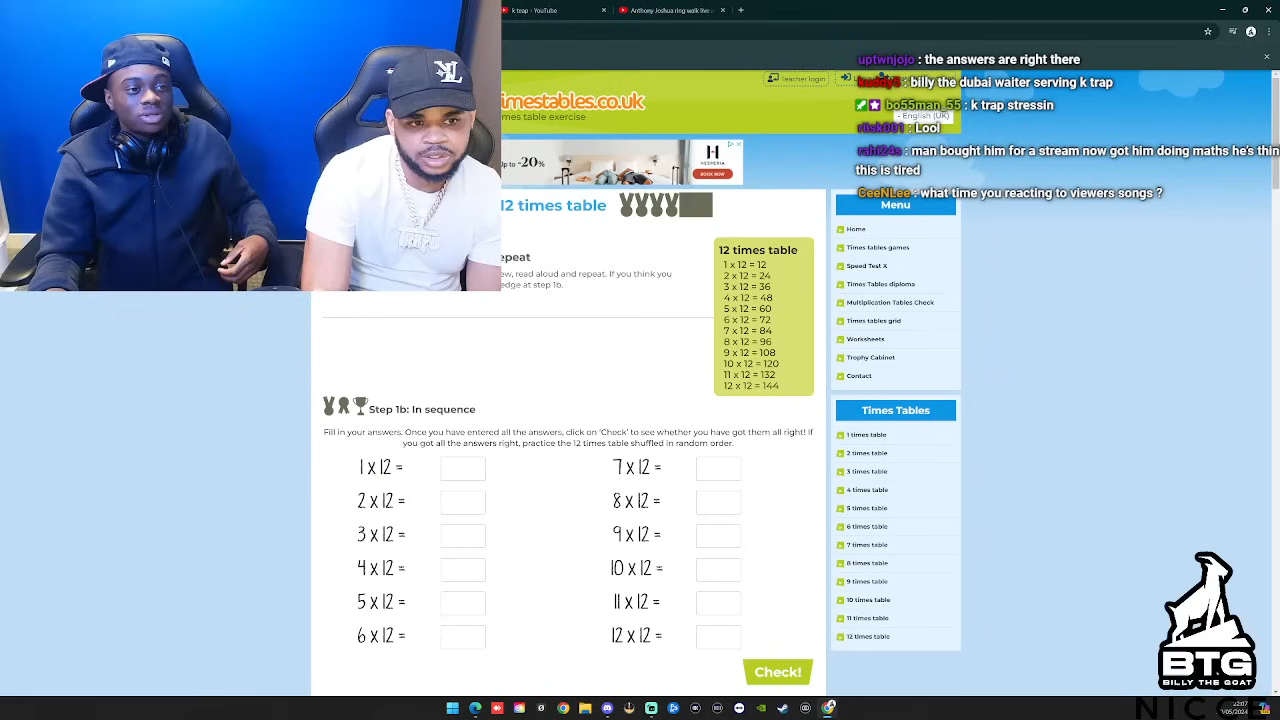 k trap - YouTube
Anthony Joshua ring walk live
Teacher login
timestables.co.uk
- English (UK)
mes table exercise
uptwnjojo : the answers are right there
kuddy6 : billy the dubai waiter serving k trap
bo55man_55 : k trap stressin
riisk001 : Lool
rahi24s : man bought him for a stream now got him doing maths he's thin
this is tired
CeeNLee : what time you reacting to viewers songs ?
Up to -20%
H
HESPERIA
BOOK NOW
12 times table
epeat
ow, read aloud and repeat. If you think you
edge at step 1b.
12 times table
1 x 12 = 12
2 x 12 = 24
3 x 12 = 36
4 x 12 = 48
5 x 12 = 60
6 x 12 = 72
7 x 12 = 84
8 x 12 = 96
9 x 12 = 108
10 x 12 = 120
11 x 12 = 132
12 x 12 = 144
Step 1b: In sequence
Fill in your answers. Once you have entered all the answers, click on 'Check' to see whether you have got them all right! If
you got all the answers right, practice the 12 times table shuffled in random order.
1 x 12 =
2 x 12 =
3 x 12 =
4 x 12 =
5 x 12 =
6 x 12 =
7 x 12 =
8 x 12 =
9 x 12 =
10 x 12 =
11 x 12 =
12 x 12 =
Check!
Menu
Home
Times tables games
Speed Test X
Times Tables diploma
Multiplication Tables Check
Times tables grid
Worksheets
Trophy Cabinet
Contact
Times Tables
1 times table
2 times table
3 times table
4 times table
5 times table
6 times table
7 times table
8 times table
9 times table
10 times table
11 times table
12 times table
BTG
BILLY THE GOAT